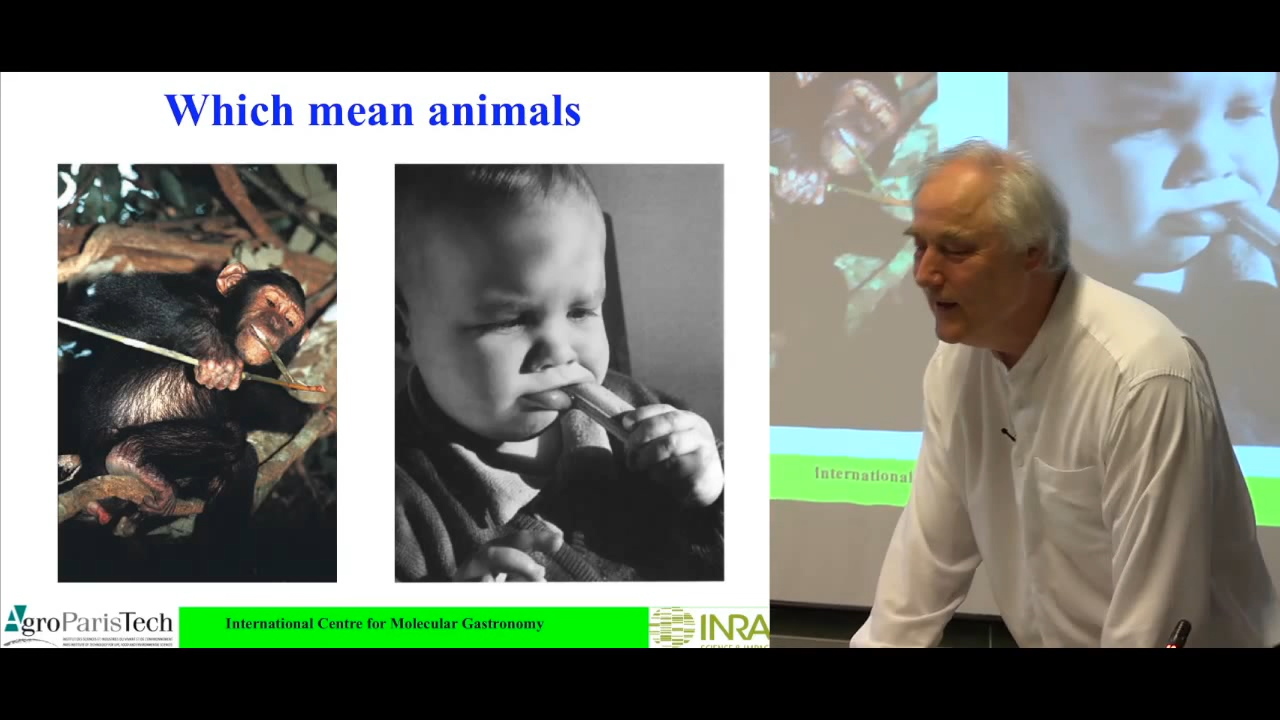 Which mean animals
AgroParisTech
International Centre for Molecular Gastronomy
INRA
International